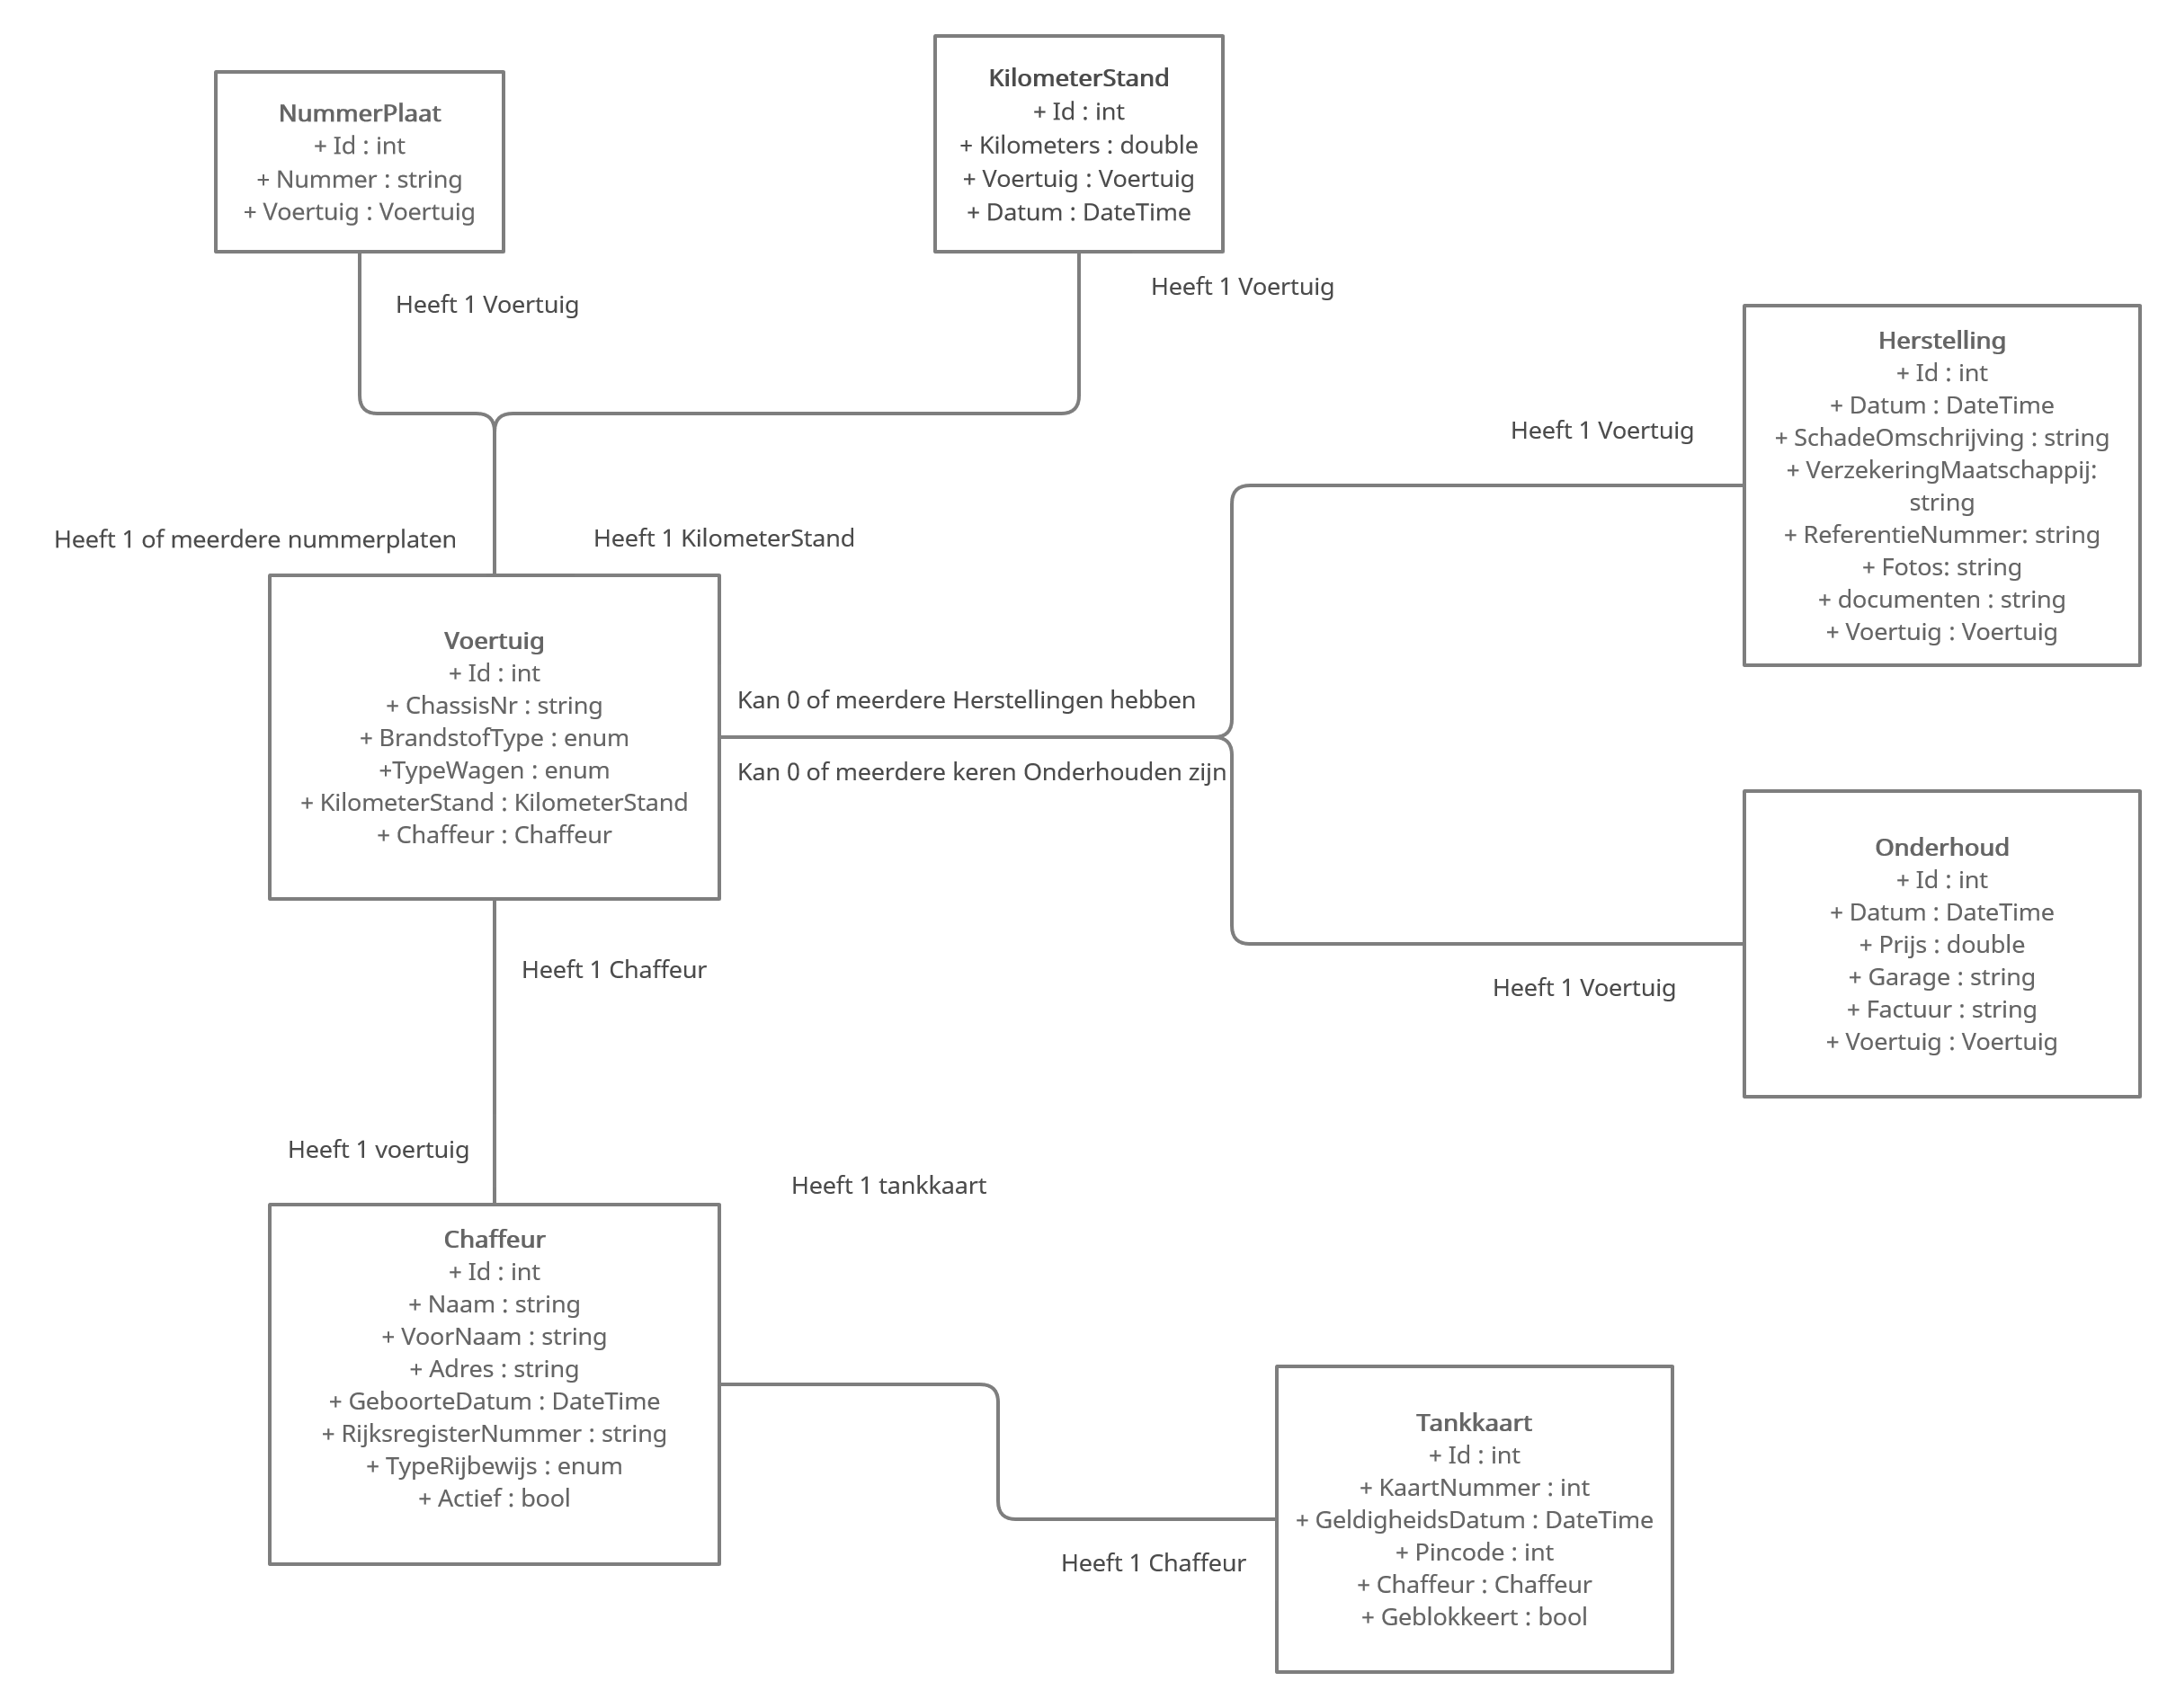 KilometerStand
+ Id : int
+ Kilometers : double
+ Voertuig : Voertuig
+ Datum : DateTime
NummerPlaat
+ Id : int
+ Nummer : string
+ Voertuig : Voertuig
Heeft 1 Voertuig
Heeft 1 Voertuig
Herstelling
+ Id : int
+ Datum : DateTime
+ SchadeOmschrijving : string
+ VerzekeringMaatschappij:
string
+ ReferentieNummer: string
+ Fotos: string
+ documenten : string
+ Voertuig : Voertuig
Heeft 1 Voertuig
Heeft 1 of meerdere nummerplaten
Heeft 1 KilometerStand
Voertuig
+ Id : int
+ ChassisNr : string
+ BrandstofType : enum
+TypeWagen : enum
+ KilometerStand : KilometerStand
+ Chaffeur : Chaffeur
Kan 0 of meerdere Herstellingen hebben
Kan 0 of meerdere keren Onderhouden zijn
Onderhoud
+ Id : int
+ Datum : DateTime
+ Prijs : double
+ Garage : string
+ Factuur : string
+ Voertuig : Voertuig
Heeft 1 Chaffeur
Heeft 1 Voertuig
Heeft 1 voertuig
Heeft 1 tankkaart
Chaffeur
+ Id : int
+ Naam : string
+ VoorNaam : string
+ Adres : string
+ GeboorteDatum : DateTime
+ RijksregisterNummer : string
+ TypeRijbewijs : enum
+ Actief : bool
Heeft 1 Chaffeur
Tankkaart
+ Id : int
+ KaartNummer : int
+ GeldigheidsDatum : DateTime
+ Pincode : int
+ Chaffeur : Chaffeur
+ Geblokkeert : bool